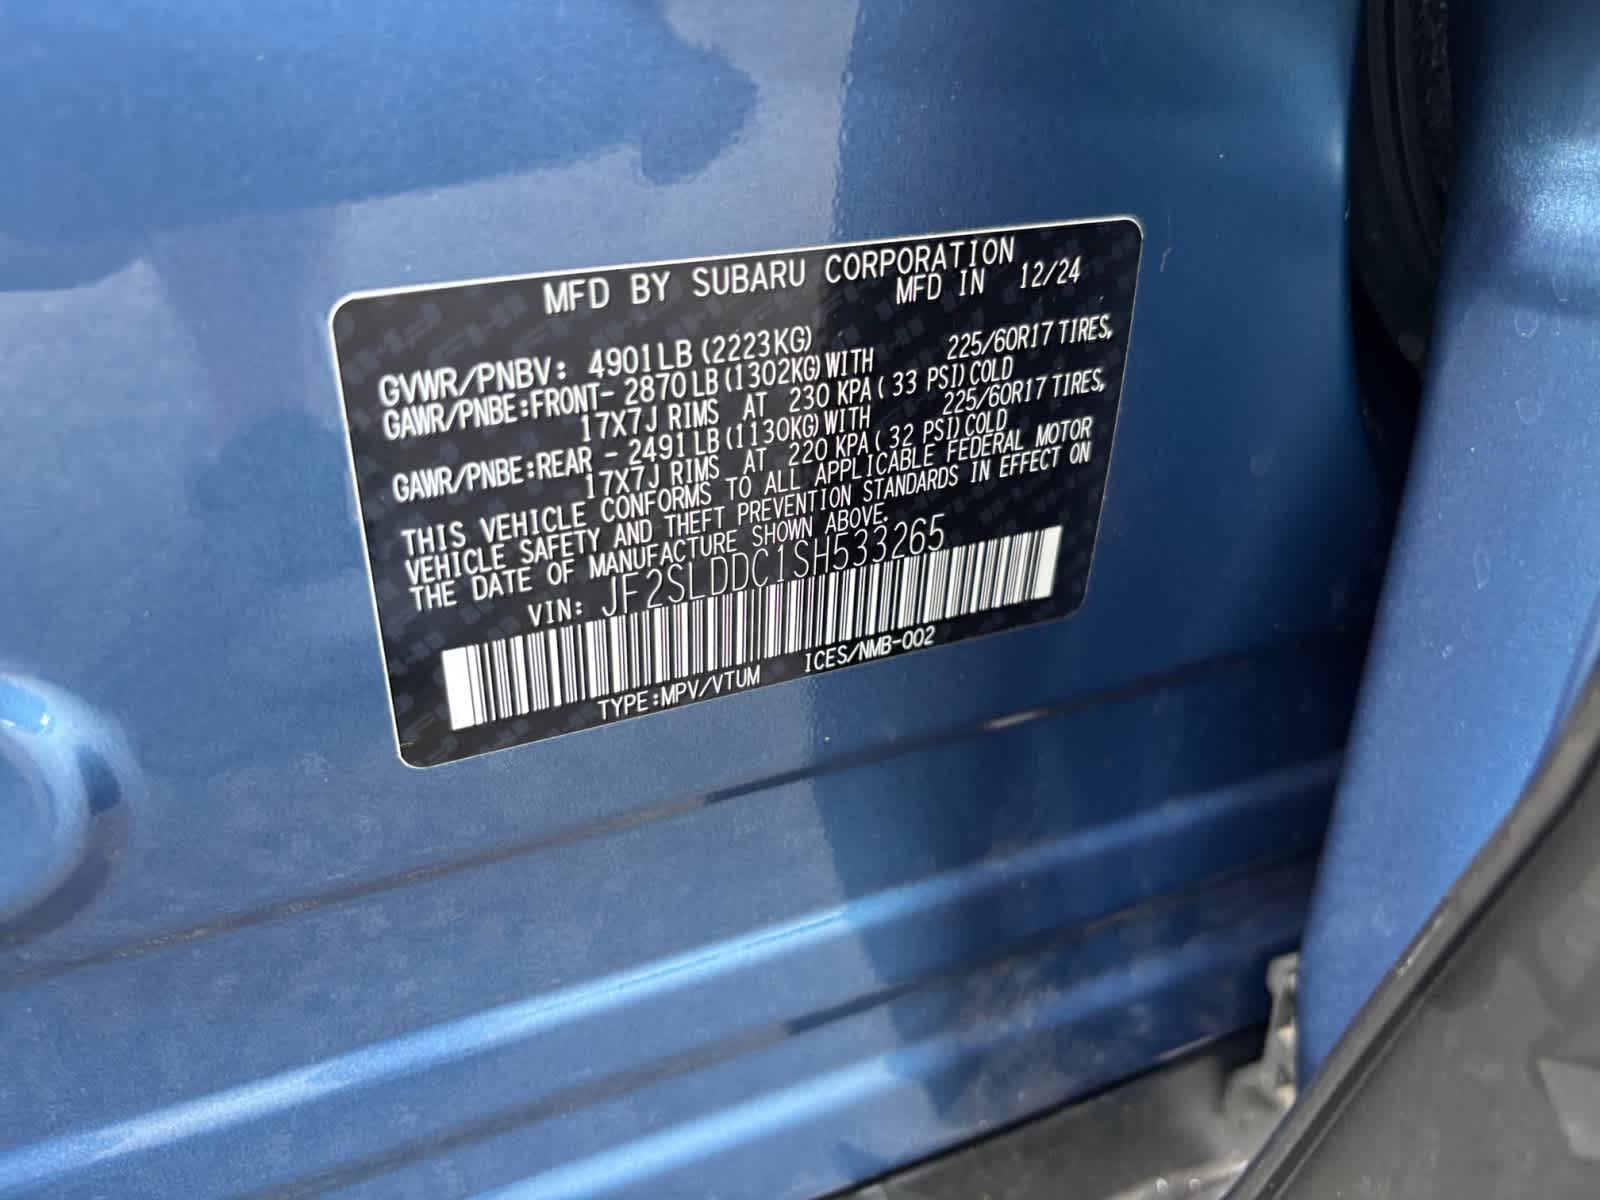 MFD BY SUBARU CORPORATION
MFD IN 12/24
GVWR/PNBV: 4901LB (2223KG)
GAWR/PNBE:FRONT- 2870LB (1302KG) WITH 225/60R17 TIRES,
17X7J RIMS AT 230 KPA ( 33 PSI) COLD
GAWR/PNBE:REAR - 2491LB (1130KG) WITH 225/60R17 TIRES,
17X7J RIMS AT 220 KPA ( 32 PSI) COLD
THIS VEHICLE CONFORMS TO ALL APPLICABLE FEDERAL MOTOR
VEHICLE SAFETY AND THEFT PREVENTION STANDARDS IN EFFECT ON
THE DATE OF MANUFACTURE SHOWN ABOVE.
VIN: JF2SLDDC1SH533265
TYPE:MPV/VTUM ICES/NMB-002